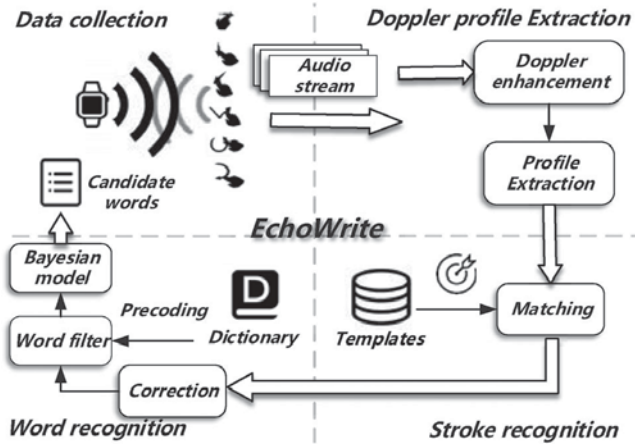 Data collection
Doppler profile Extraction
Audio
stream
Doppler
enhancement
Profile
Extraction
Candidate
words
EchoWrite
Bayesian
model
Precoding
D
Dictionary
Templates
Matching
Word filter
Correction
Word recognition
Stroke recognition